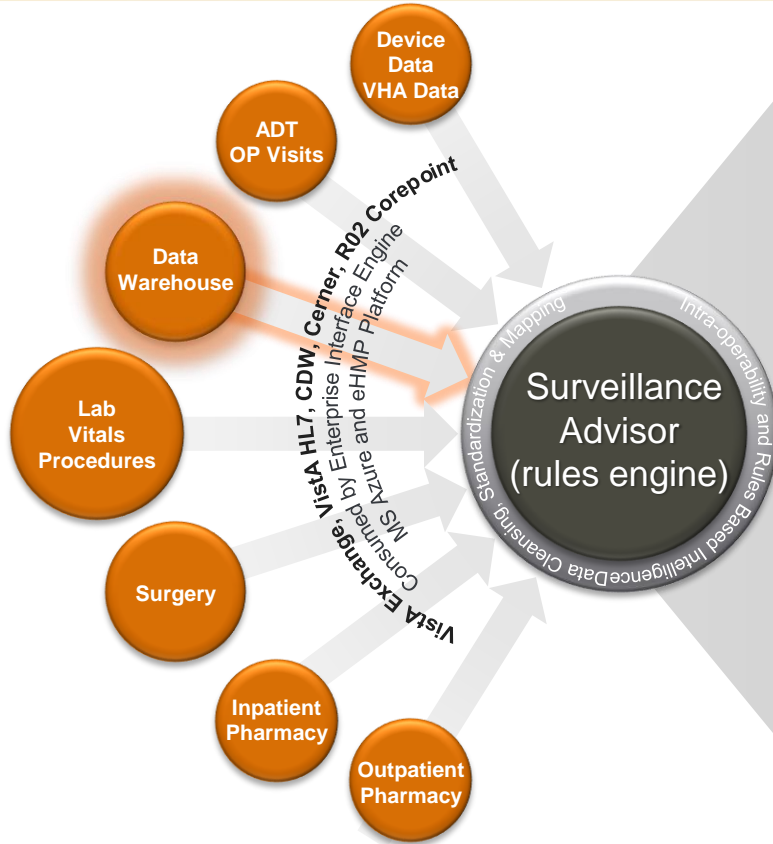 Device
Data
VHA Data
ADT
OP Visits
Data
Warehouse
Lab
Vitals
Procedures
Surgery
Inpatient
Pharmacy
Outpatient
Pharmacy
VistA Exchange, VistA HL7, CDW, Cerner, R02 Corepoint
Consumed by Enterprise Interface Engine
MS Azure and eHMP Platform
Data Cleansing, Standardization & Mapping
Intra-operability and Rules Based Intelligence
Surveillance
Advisor
(rules engine)